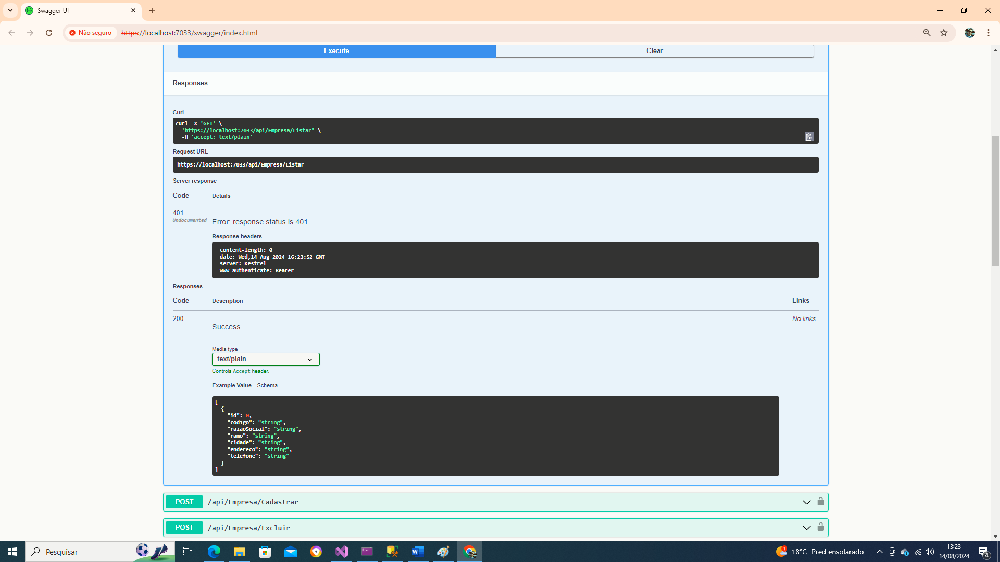 Swagger UI
Não seguro
https://localhost:7033/swagger/index.html
Execute
Clear
Responses
Curl
curl -X 'GET' \
'https://localhost:7033/api/Empresa/Listar' \
-H 'accept: text/plain'
Request URL
https://localhost:7033/api/Empresa/Listar
Server response
Code
Details
401
Undocumented
Error: response status is 401
Response headers
content-length: 0
date: Wed,14 Aug 2024 16:23:52 GMT
server: Kestrel
www-authenticate: Bearer
Responses
Code
Description
Links
200
No links
Success
Media type
text/plain
Controls Accept header.
Example Value
Schema
[
{
"id": 0,
"codigo": "string",
"razaoSocial": "string",
"ramo": "string",
"cidade": "string",
"endereco": "string",
"telefone": "string"
}
]
POST
/api/Empresa/Cadastrar
POST
/api/Empresa/Excluir
Pesquisar
1
18°C Pred ensolarado
13:23
14/08/2024
4